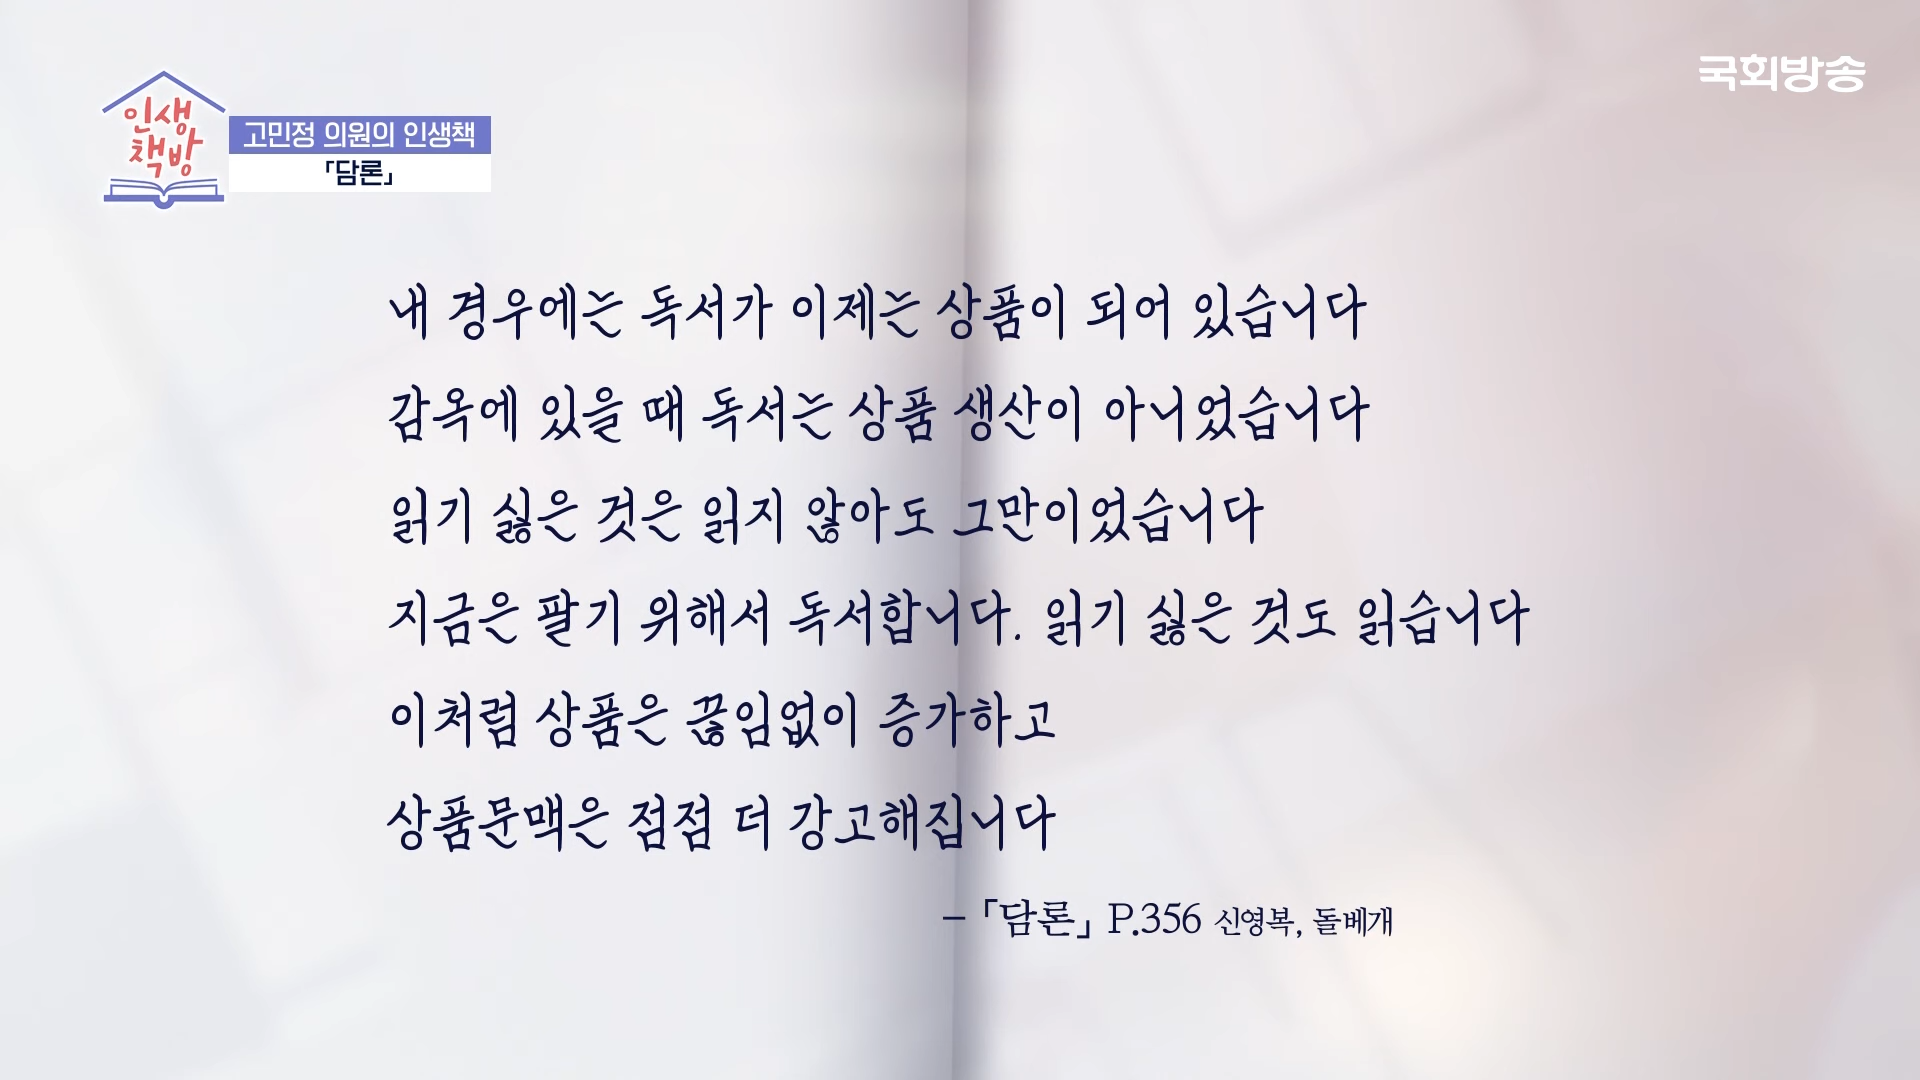 국회방송
인생
책방
고민정 의원의 인생책
「담론」
내 경우에는 독서가 이제는 상품이 되어 있습니다
감옥에 있을 때 독서는 상품 생산이 아니었습니다
읽기 싫은 것은 읽지 않아도 그만이었습니다
지금은 팔기 위해서 독서합니다. 읽기 싫은 것도 읽습니다
이처럼 상품은 끊임없이 증가하고
상품문맥은 점점 더 강고해집니다
– 「담론」 P.356 신영복, 돌베개